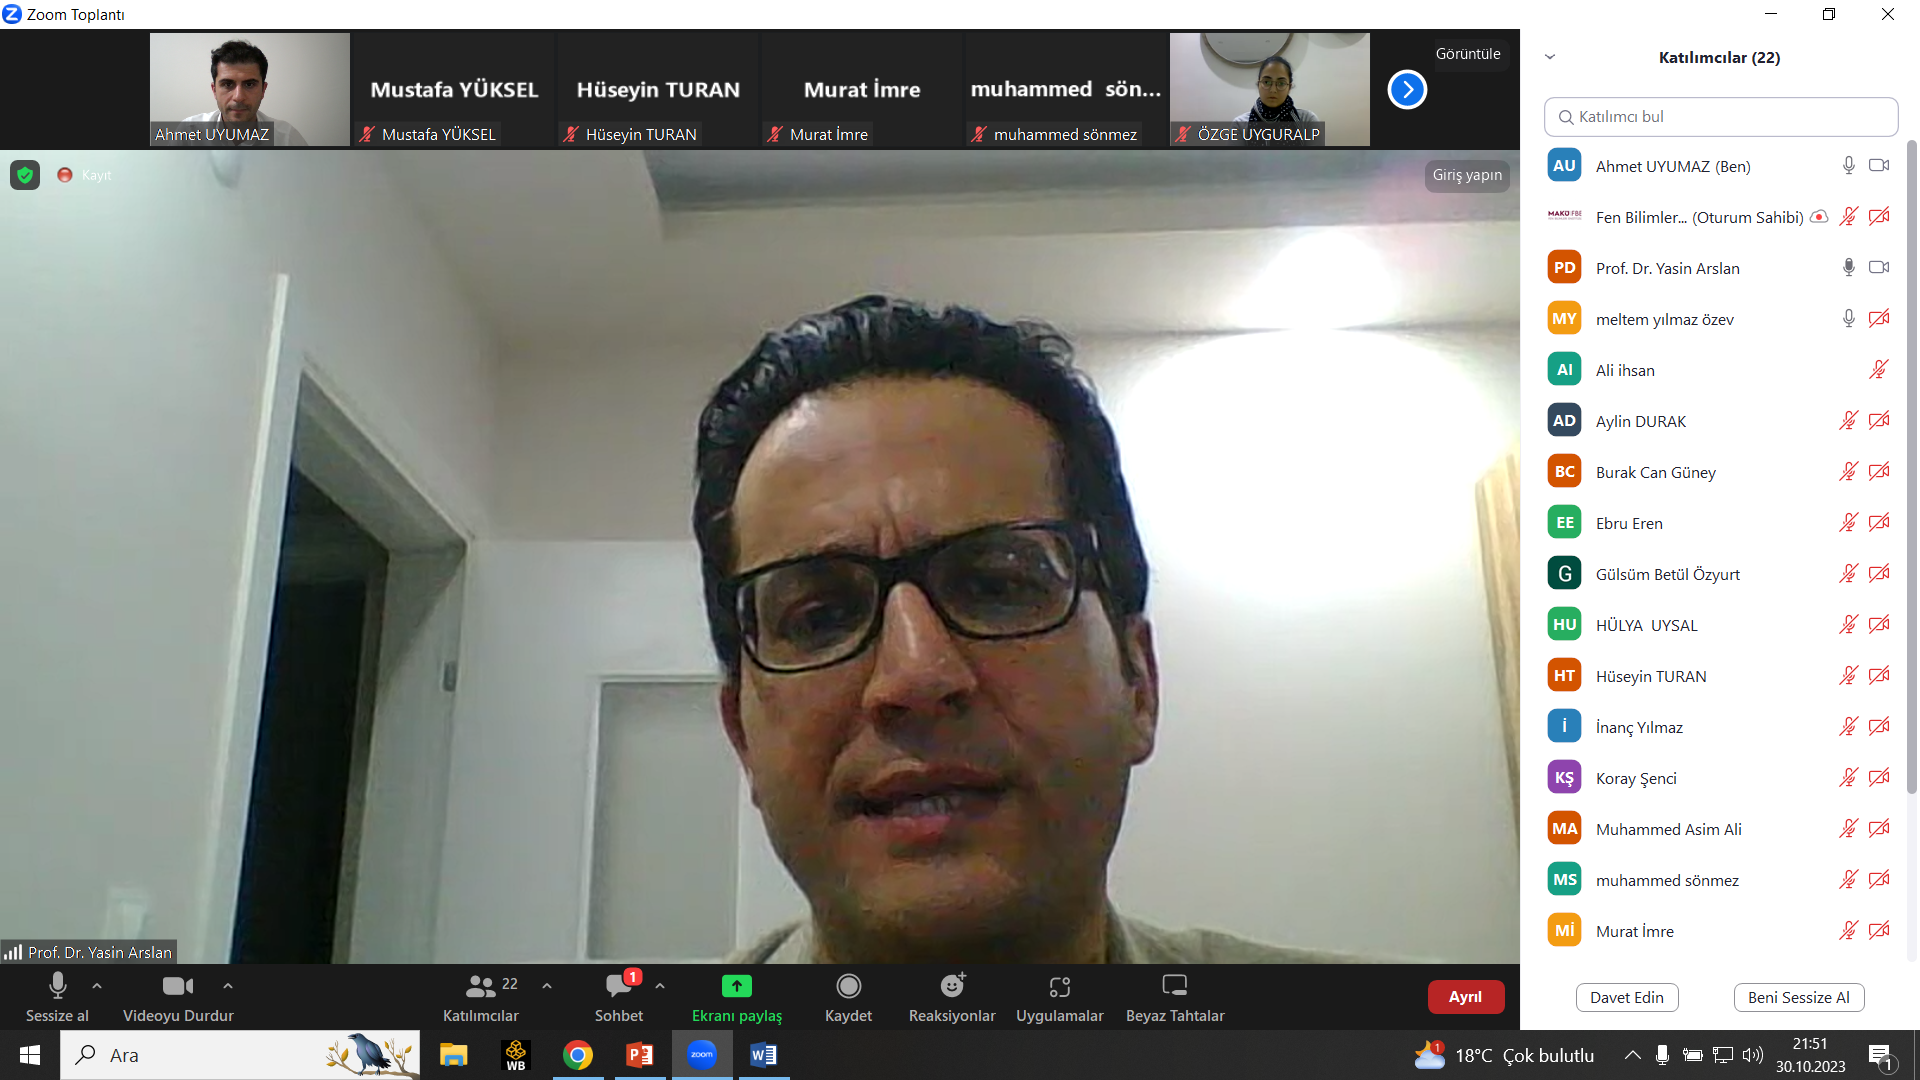 Zoom Toplantı
Ahmet UYUMAZ
Mustafa YÜKSEL
Mustafa YÜKSEL
Hüseyin TURAN
Hüseyin TURAN
Murat İmre
Murat İmre
muhammed sön...
muhammed sönmez
ÖZGE UYGURALP
Görüntüle
Kayıt
Giriş yapın
Prof. Dr. Yasin Arslan
Sessize al
Videoyu Durdur
22
Katılımcılar
1
Sohbet
Ekranı paylaş
Kaydet
Reaksiyonlar
Uygulamalar
Beyaz Tahtalar
Ayrıl
Katılımcılar (22)
Katılımcı bul
AU Ahmet UYUMAZ (Ben)
MAKÜ FBE Fen Bilimler... (Oturum Sahibi)
PD Prof. Dr. Yasin Arslan
MY meltem yılmaz özev
AI Ali ihsan
AD Aylin DURAK
BC Burak Can Güney
EE Ebru Eren
G Gülsüm Betül Özyurt
HU HÜLYA UYSAL
HT Hüseyin TURAN
İ İnanç Yılmaz
KŞ Koray Şenci
MA Muhammed Asim Ali
MS muhammed sönmez
Mİ Murat İmre
Davet Edin
Beni Sessize Al
Ara
WB
zoom
1
18°C Çok bulutlu
21:51
30.10.2023
1